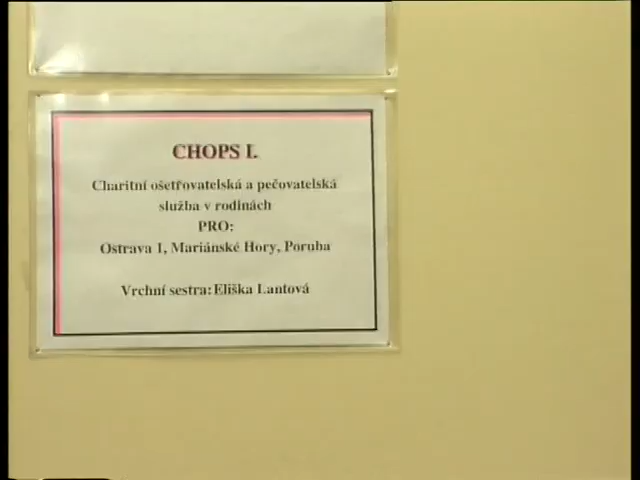 CHOPS I.
Charitní ošetřovatelská a pečovatelská
služba v rodinách
PRO:
Ostrava 1, Mariánské Hory, Poruba
Vrchní sestra: Eliška Lantová